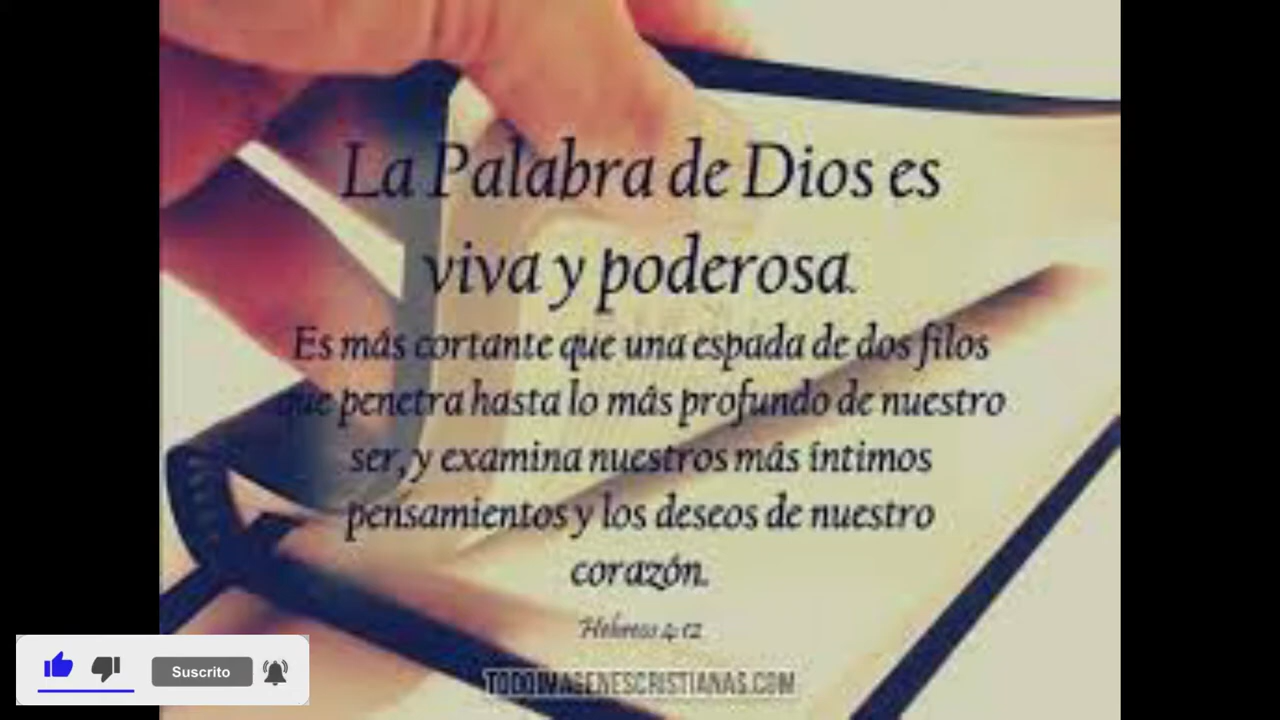 La Palabra de Dios es
viva y poderosa.
Es más cortante que una espada de dos filos
que penetra hasta lo más profundo de nuestro
ser, y examina nuestros más íntimos
pensamientos y los deseos de nuestro
corazón.
Hebreos 4:12
TODOIMAGENESCRISTIANAS.COM
Suscrito